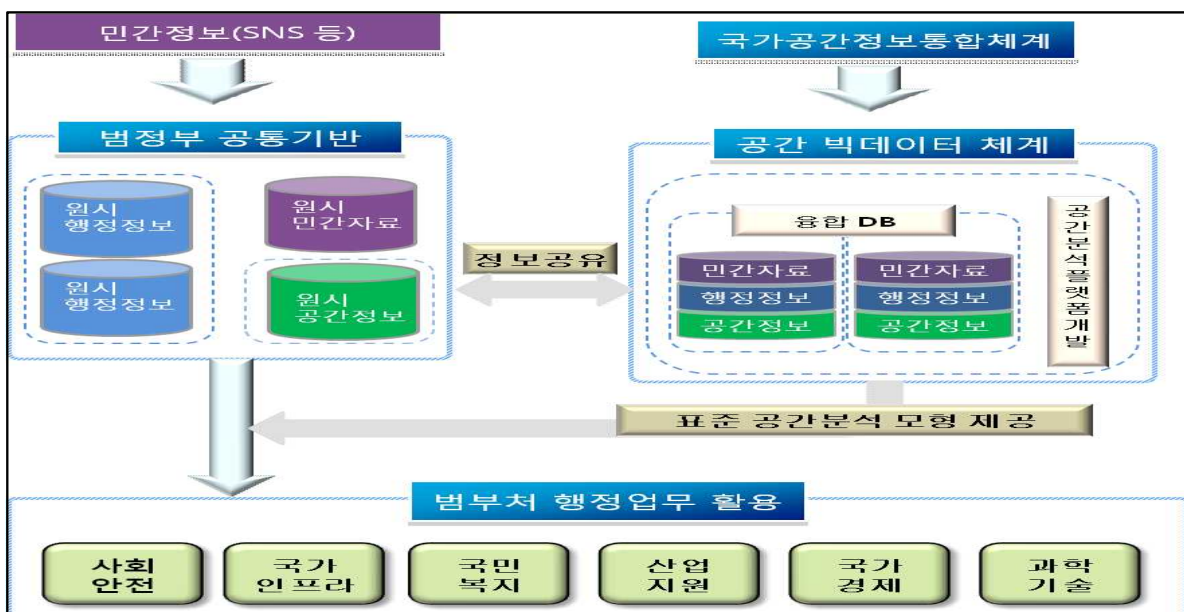 민간정보(SNS 등)
국가공간정보통합체계
범정부 공통기반
원시
행정정보
원시
민간자료
원시
행정정보
원시
공간정보
정보공유
공간 빅데이터 체계
융합 DB
민간자료
행정정보
공간정보
민간자료
행정정보
공간정보
공간분석플랫폼개발
표준 공간분석 모형 제공
범부처 행정업무 활용
사회
안전
국가
인프라
국민
복지
산업
지원
국가
경제
과학
기술